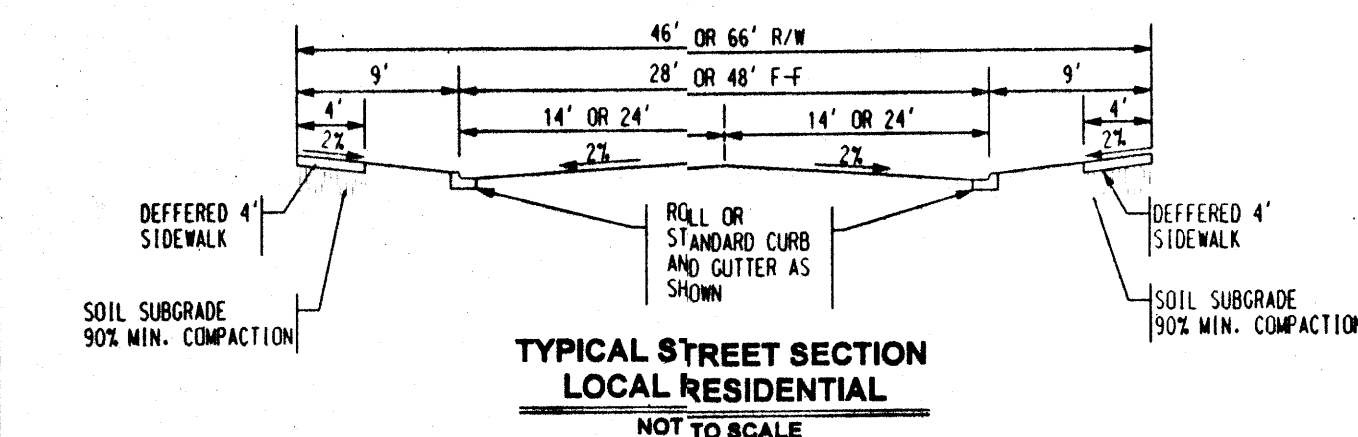 46' OR 66' R/W
9'
28' OR 48' F-F
9'
4'
14' OR 24'
14' OR 24'
4'
2%
2%
2%
2%
DEFFERED 4'
SIDEWALK
ROLL OR
STANDARD CURB
AND GUTTER AS
SHOWN
DEFFERED 4'
SIDEWALK
SOIL SUBGRADE
90% MIN. COMPACTION
SOIL SUBGRADE
90% MIN. COMPACTION
TYPICAL STREET SECTION
LOCAL RESIDENTIAL
NOT TO SCALE